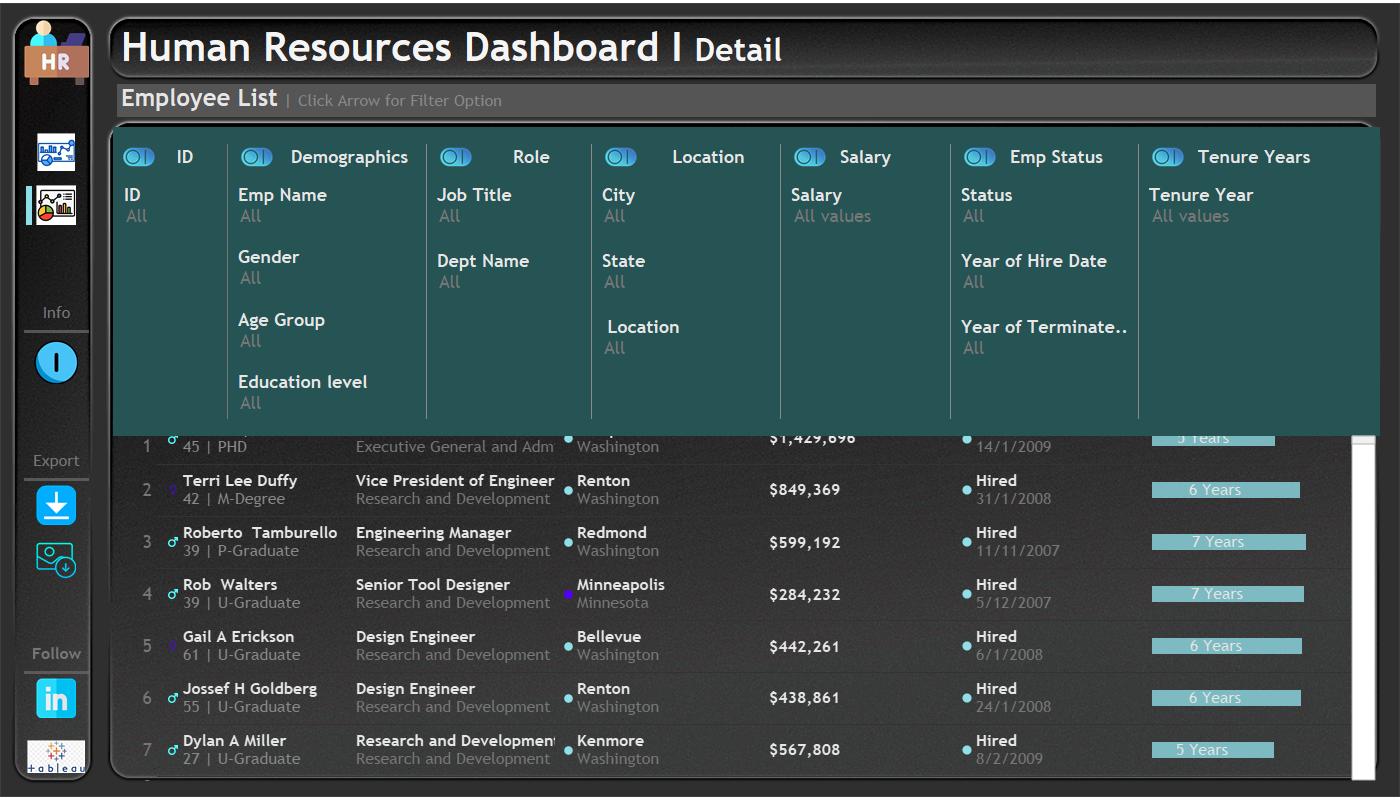 HR
Human Resources Dashboard I Detail
Employee List | Click Arrow for Filter Option
ID Demographics Role Location Salary Emp Status Tenure Years
ID Emp Name Job Title City Salary Status Tenure Year
All All All All All values All All values
Gender Dept Name State Year of Hire Date
All All All All
Age Group Location Year of Terminate..
All All All
Education level
All
Info
Export
Follow
in
+ableau
$1,429,696 5 Years
1 45 | PHD Executive General and Adm Washington 14/1/2009
Terri Lee Duffy Vice President of Engineer Renton Hired
2 $849,369 6 Years
42 | M-Degree Research and Development Washington 31/1/2008
Roberto Tamburello Engineering Manager Redmond Hired
3 $599,192 7 Years
39 | P-Graduate Research and Development Washington 11/11/2007
Rob Walters Senior Tool Designer Minneapolis Hired
4 $284,232 7 Years
39 | U-Graduate Research and Development Minnesota 5/12/2007
Gail A Erickson Design Engineer Bellevue Hired
5 $442,261 6 Years
61 | U-Graduate Research and Development Washington 6/1/2008
Jossef H Goldberg Design Engineer Renton Hired
6 $438,861 6 Years
55 | U-Graduate Research and Development Washington 24/1/2008
Dylan A Miller Research and Development Kenmore Hired
7 $567,808 5 Years
27 | U-Graduate Research and Development Washington 8/2/2009